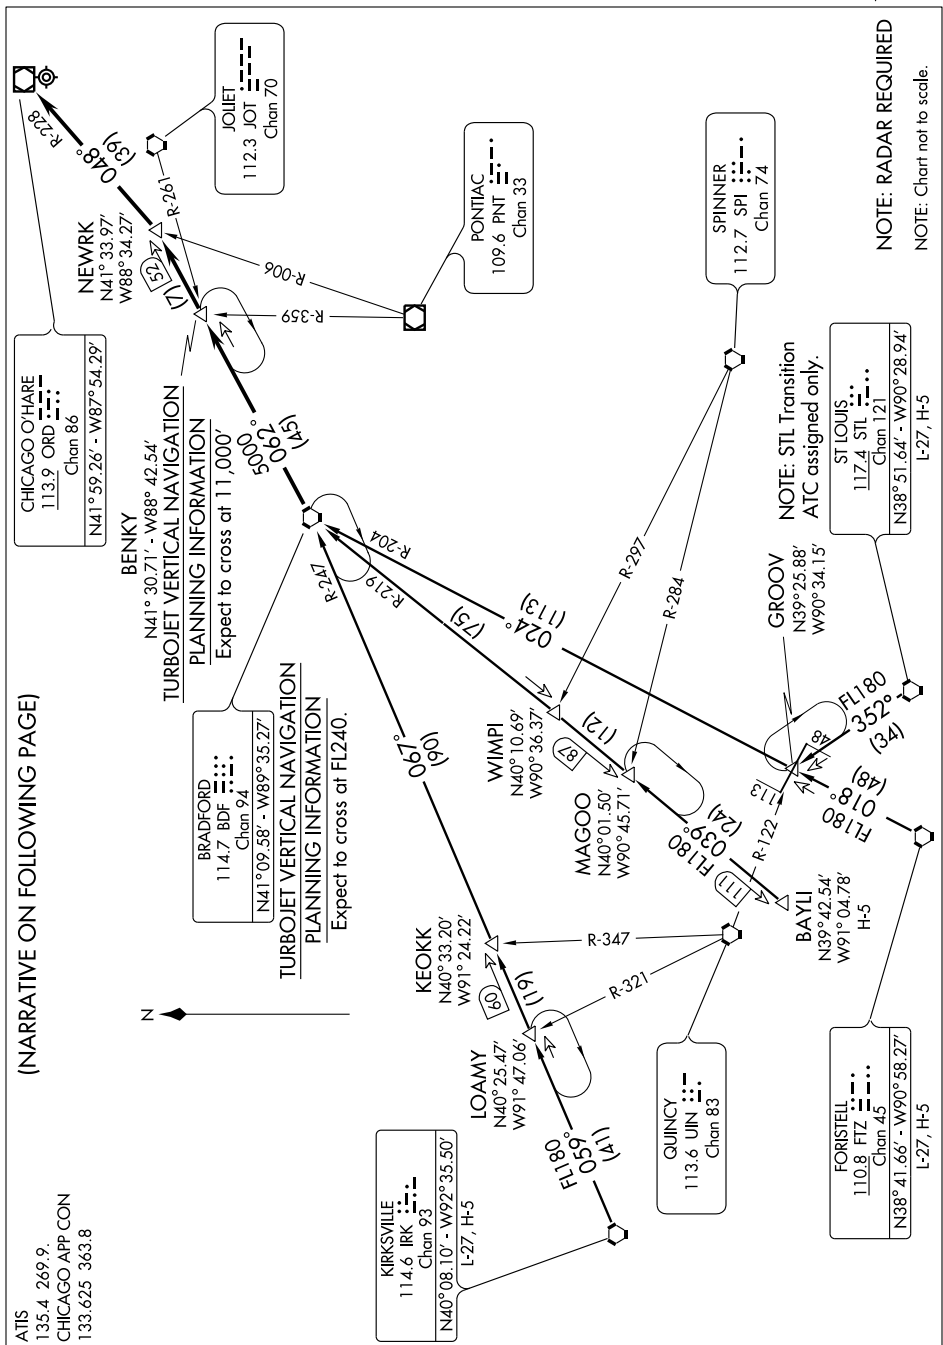 (NARRATIVE ON FOLLOWING PAGE)
ATIS
135.4 269.9.
CHICAGO APP CON
133.625 363.8
CHICAGO O'HARE
113.9 ORD
Chan 86
N41°59.26' - W87°54.29'
R-228
048°
(39)
JOLIET
112.3 JOT
Chan 70
NEWRK
N41°33.97'
W88°34.27'
R-261
52
(7)
R-006
R-359
PONTIAC
109.6 PNT
Chan 33
BENKY
N41°30.71' - W88°42.54'
TURBOJET VERTICAL NAVIGATION
PLANNING INFORMATION
Expect to cross at 11,000'
5000
062°
(45)
BRADFORD
114.7 BDF
Chan 94
N41°09.58' - W89°35.27'
TURBOJET VERTICAL NAVIGATION
PLANNING INFORMATION
Expect to cross at FL240.
R-247
R-219
R-204
N
067°
(90)
(75)
024°
(113)
SPINNER
112.7 SPI
Chan 74
R-297
R-284
WIMPI
N40°10.69'
W90°36.37'
87
(12)
MAGOO
N40°01.50'
W90°45.71'
FL180
039°
(24)
111
BAYLI
N39°42.54'
W91°04.78'
H-5
KEOKK
N40°33.20'
W91°24.22'
60
(19)
LOAMY
N40°25.47'
W91°47.06'
FL180
059°
(41)
R-347
R-321
R-122
KIRKSVILLE
114.6 IRK
Chan 93
N40°08.10' - W92°35.50'
L-27, H-5
QUINCY
113.6 UIN
Chan 83
GROOV
N39°25.88'
W90°34.15'
113
48
FL180
352°
(34)
FL180
018°
(48)
NOTE: STL Transition
ATC assigned only.
ST LOUIS
117.4 STL
Chan 121
N38°51.64' - W90°28.94'
L-27, H-5
FORISTELL
110.8 FTZ
Chan 45
N38°41.66' - W90°58.27'
L-27, H-5
NOTE: RADAR REQUIRED
NOTE: Chart not to scale.